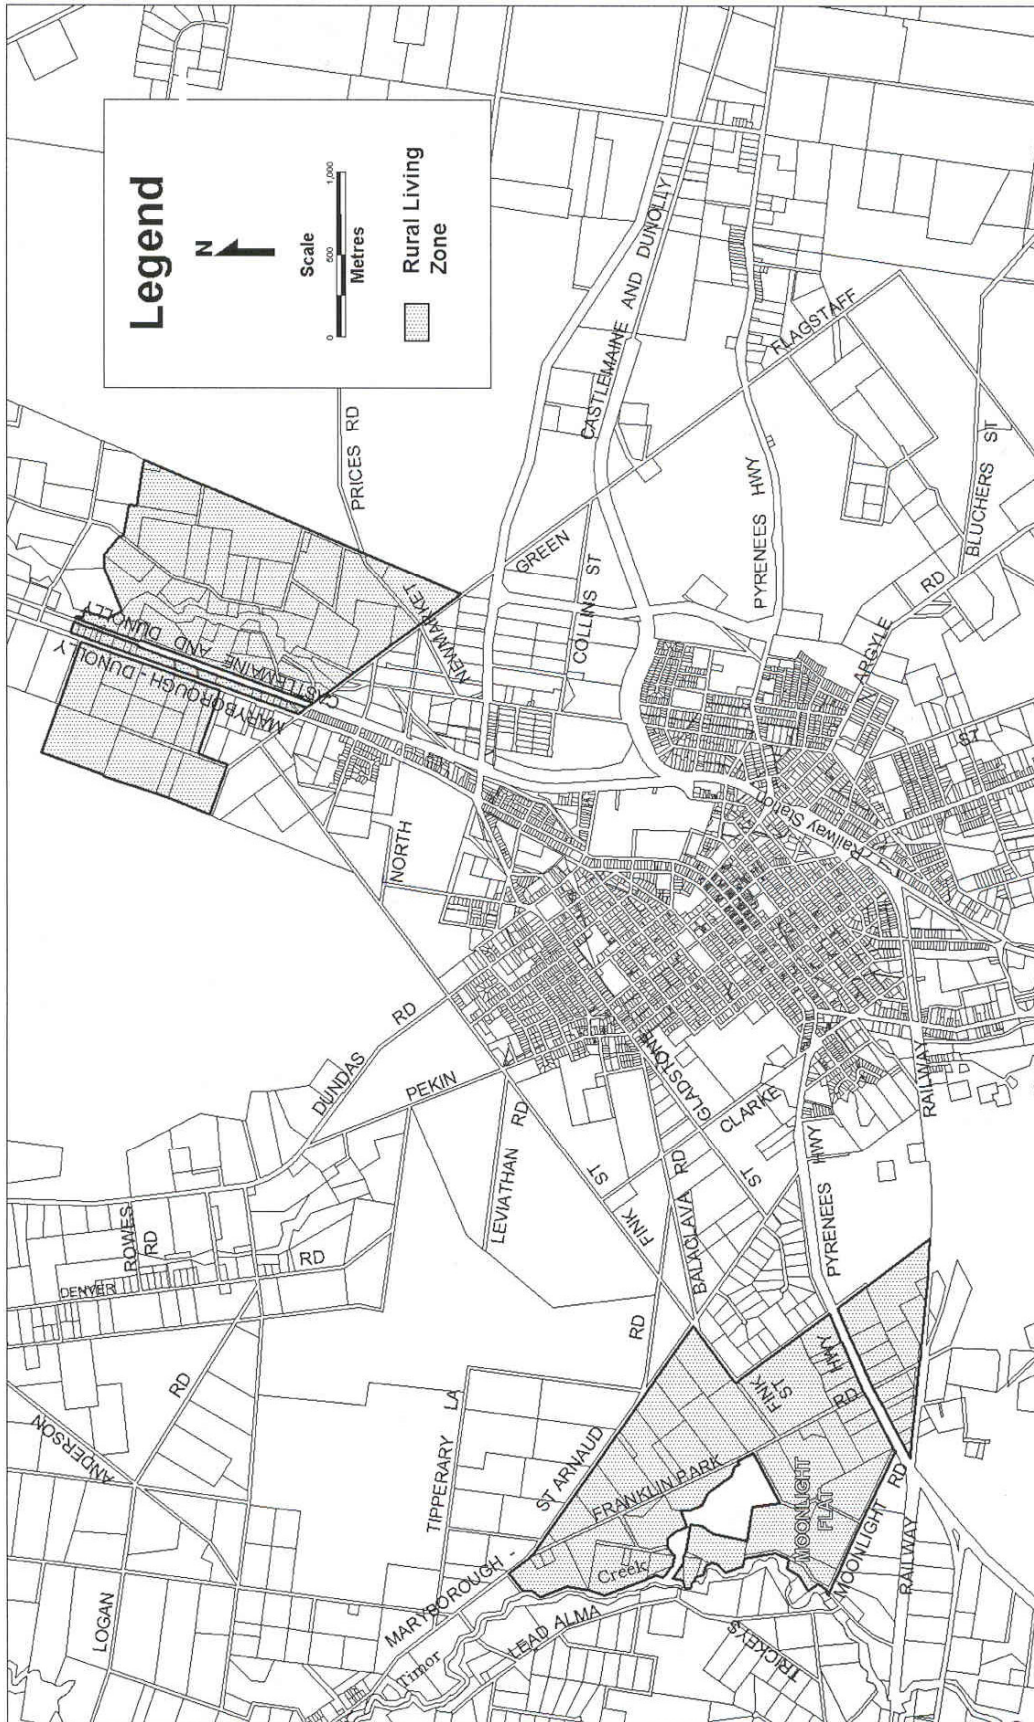 Legend
N
Scale
0 500 1,000
Metres
Rural Living
Zone
PRICES RD
CASTLEMAINE AND DUNOLLY
MARYBOROUGH - DUNOLLY
CASTLEMAINE AND DUNOLLY
NEWMARKET
GREEN
COLLINS ST
PYRENEES HWY
FLAGSTAFF
BLUCHERS ST
ARGYLE RD
ST
Railway Station
NORTH
DUNDAS RD
PEKIN
LEVIATHAN RD
ROWES RD
DENVER RD
ANDERSON RD
LOGAN
TIPPERARY LA
RD
FINK ST
BALACLAVA RD
GLADSTONE ST
CLARKE
PYRENEES HWY
RAILWAY
MARYBOROUGH - ST ARNAUD
FRANKLIN PARK RD
FINK ST
HWY
MOONLIGHT FLAT
MOONLIGHT RD
RAILWAY
Timor Creek
LEAD ALMA
TRICKEYS